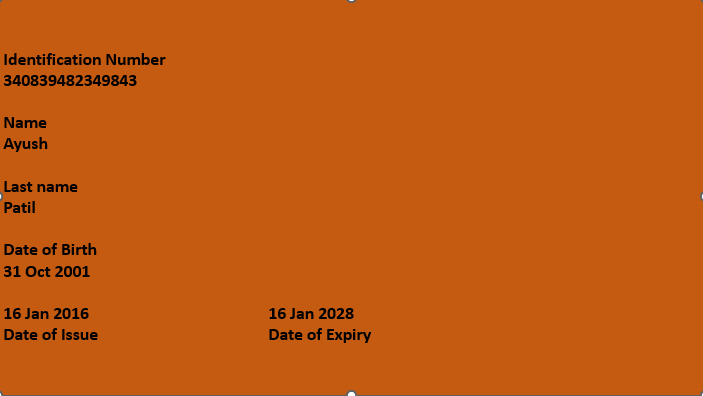 Identification Number
340839482349843
Name
Ayush
Last name
Patil
Date of Birth
31 Oct 2001
16 Jan 2016 16 Jan 2028
Date of Issue Date of Expiry